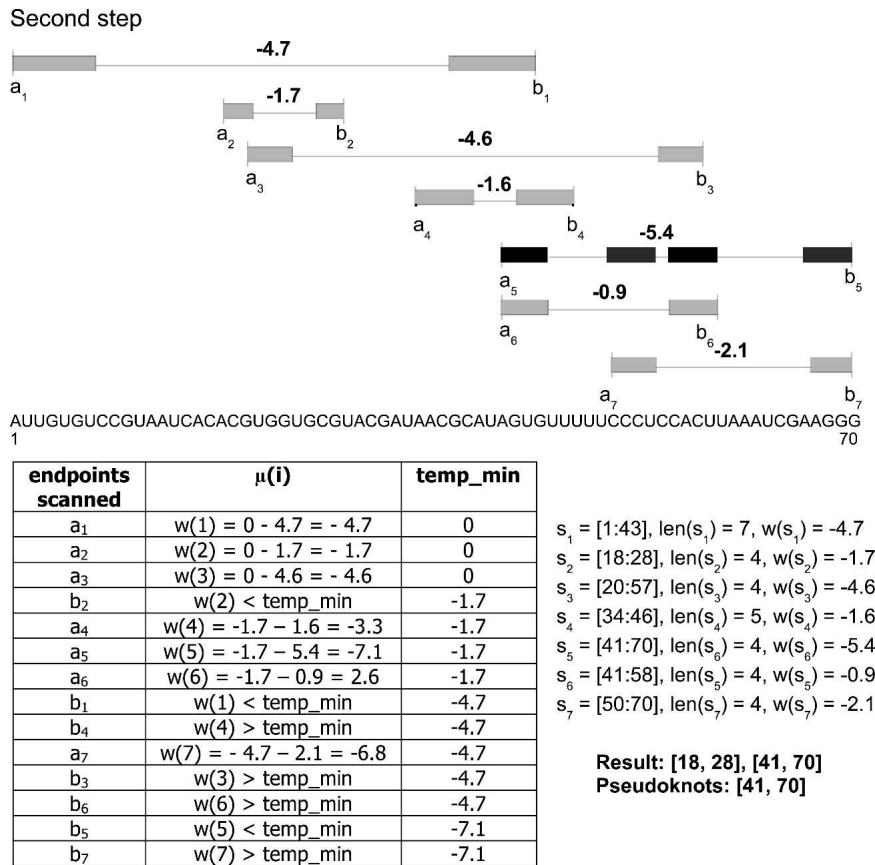 Second step
-4.7
a₁ b₁
-1.7
a₂ b₂
-4.6
a₃ b₃
-1.6
a₄ b₄
-5.4
a₅ b₅
-0.9
a₆ b₆
-2.1
a₇ b₇
AUUGUGUCCGUAAUCACACGUGGUGCGUACGAUAACGCAUAGUGUUUUUCCCUCCACUUAAAUCGAAGGG
1 70
endpoints scanned μ(i) temp_min
a₁ w(1) = 0 - 4.7 = - 4.7 0
a₂ w(2) = 0 - 1.7 = - 1.7 0
a₃ w(3) = 0 - 4.6 = - 4.6 0
b₂ w(2) < temp_min -1.7
a₄ w(4) = -1.7 – 1.6 = -3.3 -1.7
a₅ w(5) = -1.7 – 5.4 = -7.1 -1.7
a₆ w(6) = -1.7 – 0.9 = 2.6 -1.7
b₁ w(1) < temp_min -4.7
b₄ w(4) > temp_min -4.7
a₇ w(7) = - 4.7 – 2.1 = -6.8 -4.7
b₃ w(3) > temp_min -4.7
b₆ w(6) > temp_min -4.7
b₅ w(5) < temp_min -7.1
b₇ w(7) > temp_min -7.1
s₁ = [1:43], len(s₁) = 7, w(s₁) = -4.7
s₂ = [18:28], len(s₂) = 4, w(s₂) = -1.7
s₃ = [20:57], len(s₃) = 4, w(s₃) = -4.6
s₄ = [34:46], len(s₄) = 5, w(s₄) = -1.6
s₅ = [41:70], len(s₆) = 4, w(s₆) = -5.4
s₆ = [41:58], len(s₅) = 4, w(s₅) = -0.9
s₇ = [50:70], len(s₇) = 4, w(s₇) = -2.1
Result: [18, 28], [41, 70]
Pseudoknots: [41, 70]